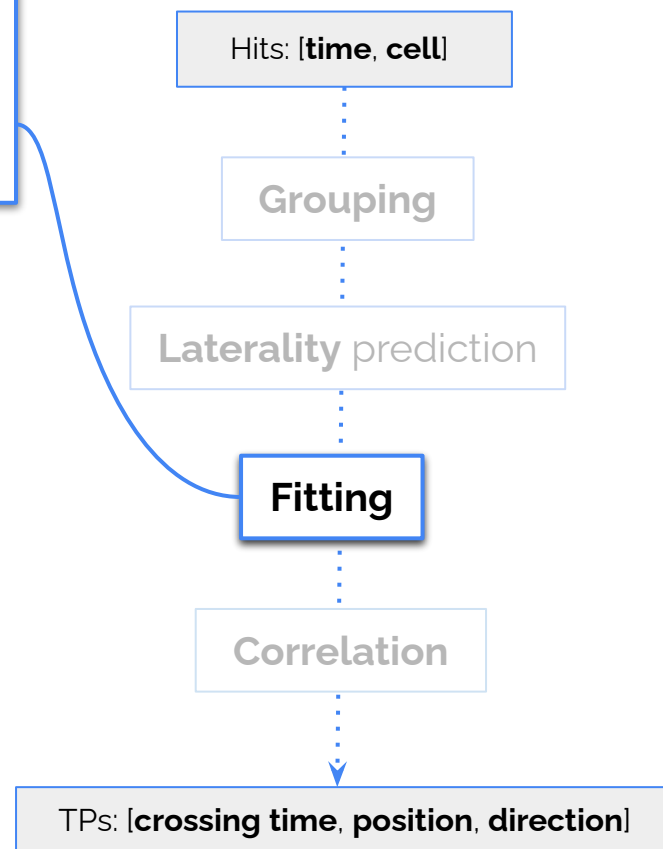 Hits: [time, cell]
Grouping
Laterality prediction
Fitting
Correlation
TPs: [crossing time, position, direction]